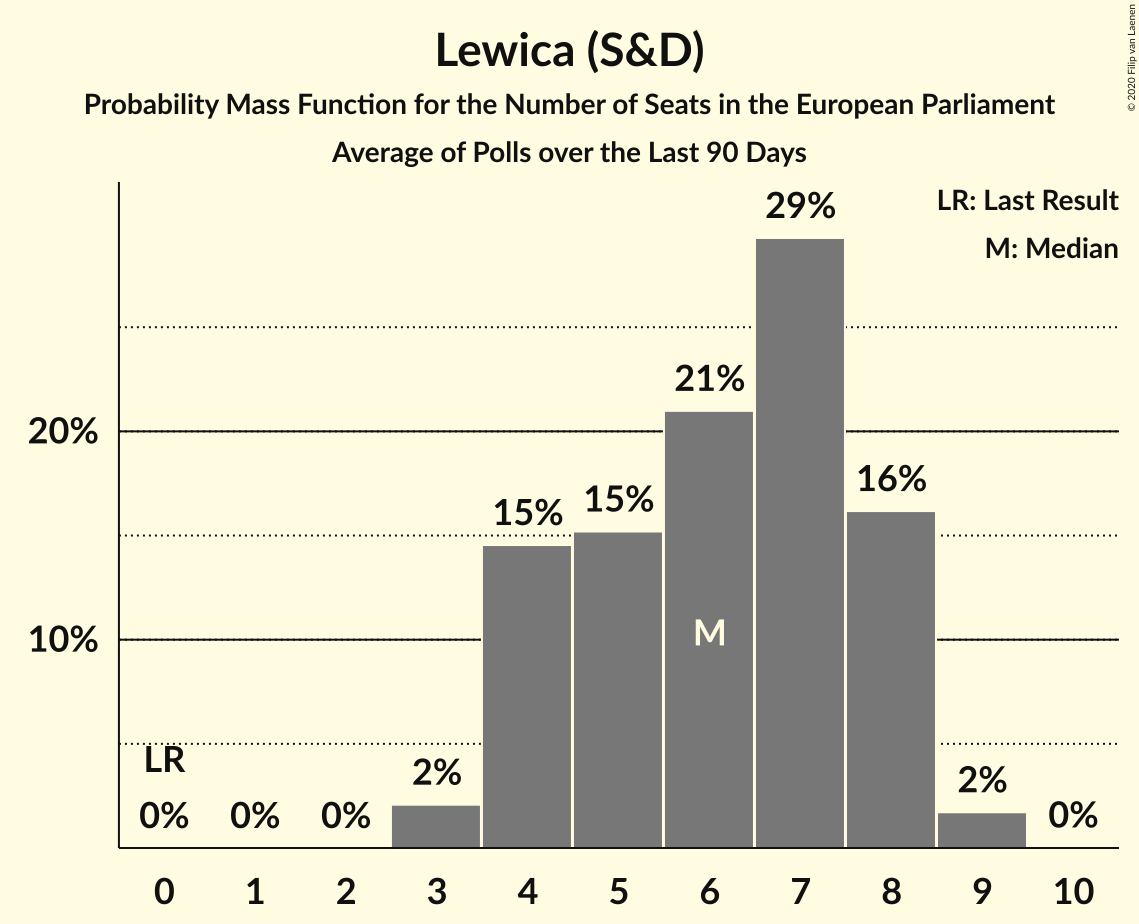 Lewica (S&D)
Probability Mass Function for the Number of Seats in the European Parliament
Average of Polls over the Last 90 Days
© 2020 Filip van Laenen
LR: Last Result
M: Median
29%
21%
20%
16%
15%
15%
M
10%
LR
2%
2%
0%
0%
0%
0%
0 1 2 3 4 5 6 7 8 9 10